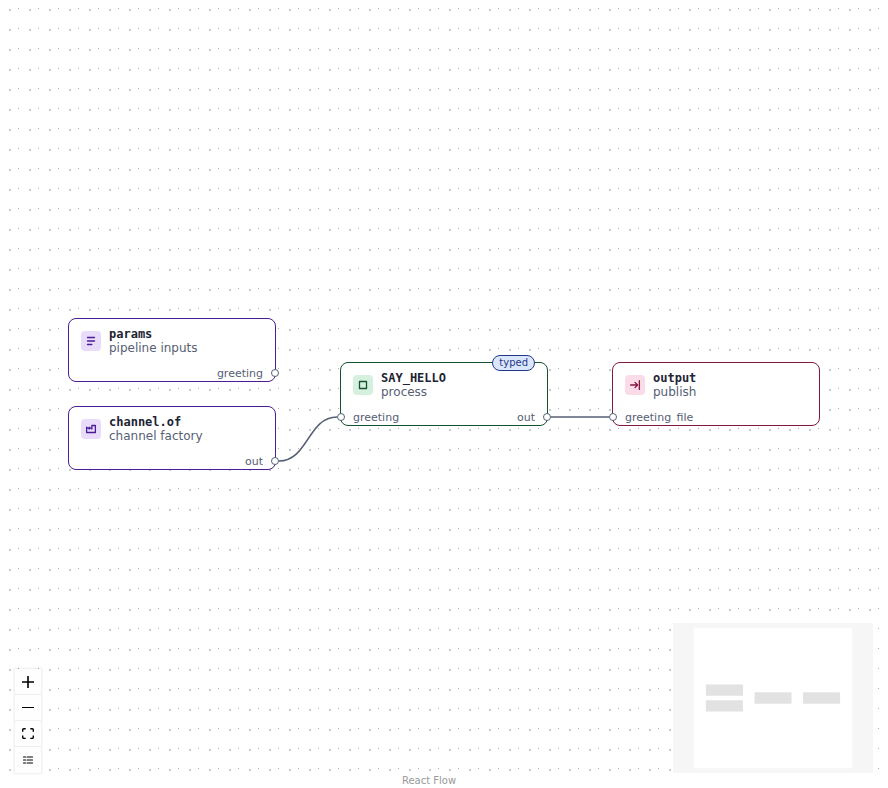 params
pipeline inputs
greeting
channel.of
channel factory
out
typed
SAY_HELLO
process
greeting out
output
publish
greeting file
React Flow